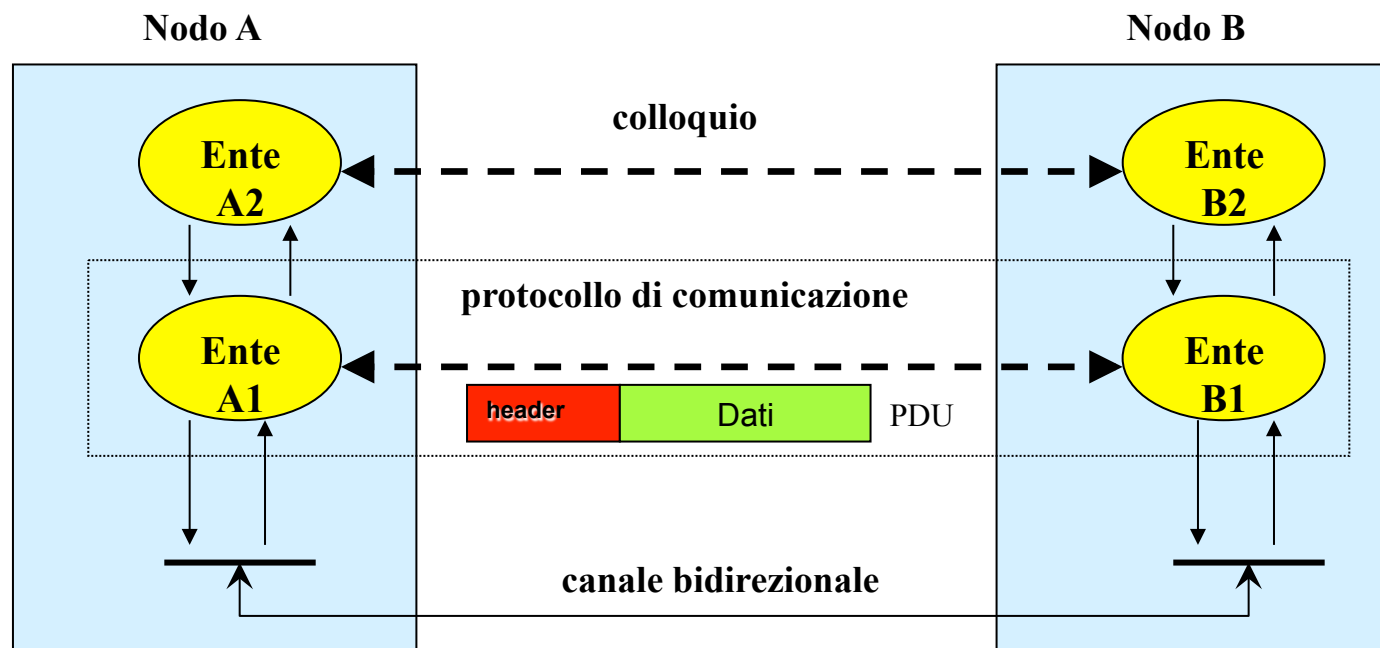 Nodo A
Nodo B
colloquio
Ente
A2
Ente
B2
protocollo di comunicazione
Ente
A1
Ente
B1
header
Dati
PDU
canale bidirezionale